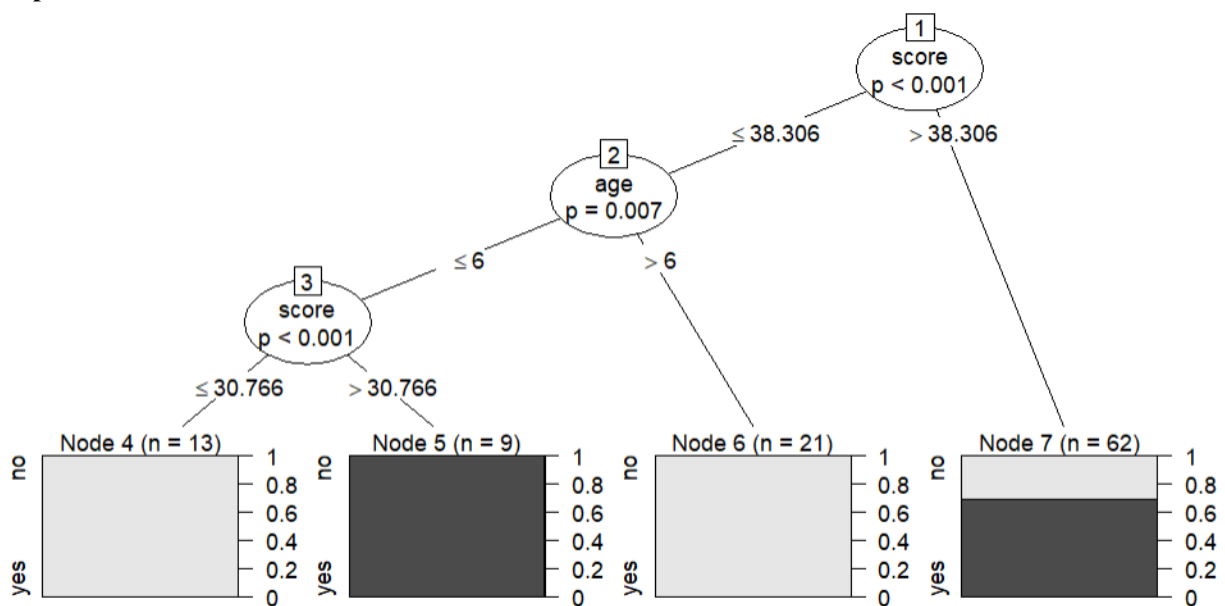 1
score
p < 0.001
≤ 38.306
> 38.306
2
age
p = 0.007
≤ 6
> 6
3
score
p < 0.001
≤ 30.766
> 30.766
Node 4 (n = 13)
no
yes
1
0.8
0.6
0.4
0.2
0
Node 5 (n = 9)
no
yes
1
0.8
0.6
0.4
0.2
0
Node 6 (n = 21)
no
yes
1
0.8
0.6
0.4
0.2
0
Node 7 (n = 62)
no
yes
1
0.8
0.6
0.4
0.2
0